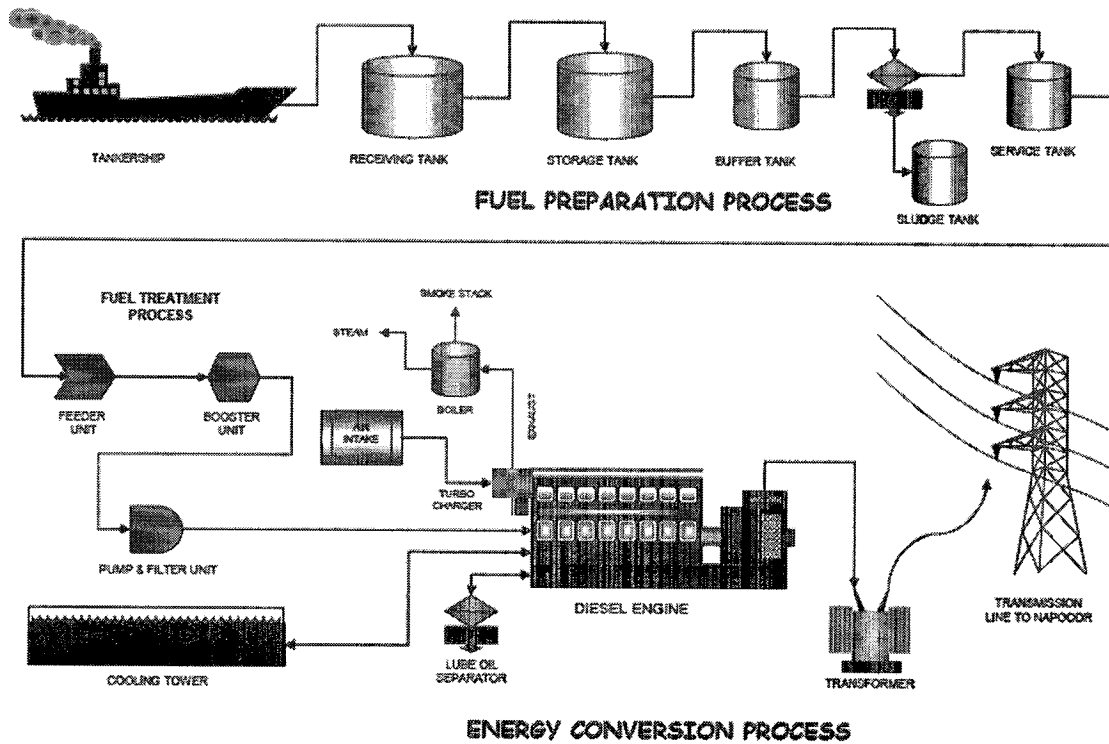 TANKERSHIP
RECEIVING TANK
STORAGE TANK
BUFFER TANK
SERVICE TANK
SLUDGE TANK
FUEL PREPARATION PROCESS
FUEL TREATMENT
PROCESS
FEEDER
UNIT
BOOSTER
UNIT
SMOKE STACK
STEAM
BOILER
EXHAUST
AIR
INTAKE
TURBO
CHARGER
PUMP & FILTER UNIT
DIESEL ENGINE
COOLING TOWER
LUBE OIL
SEPARATOR
TRANSFORMER
TRANSMISSION
LINE TO NAPOCOR
ENERGY CONVERSION PROCESS